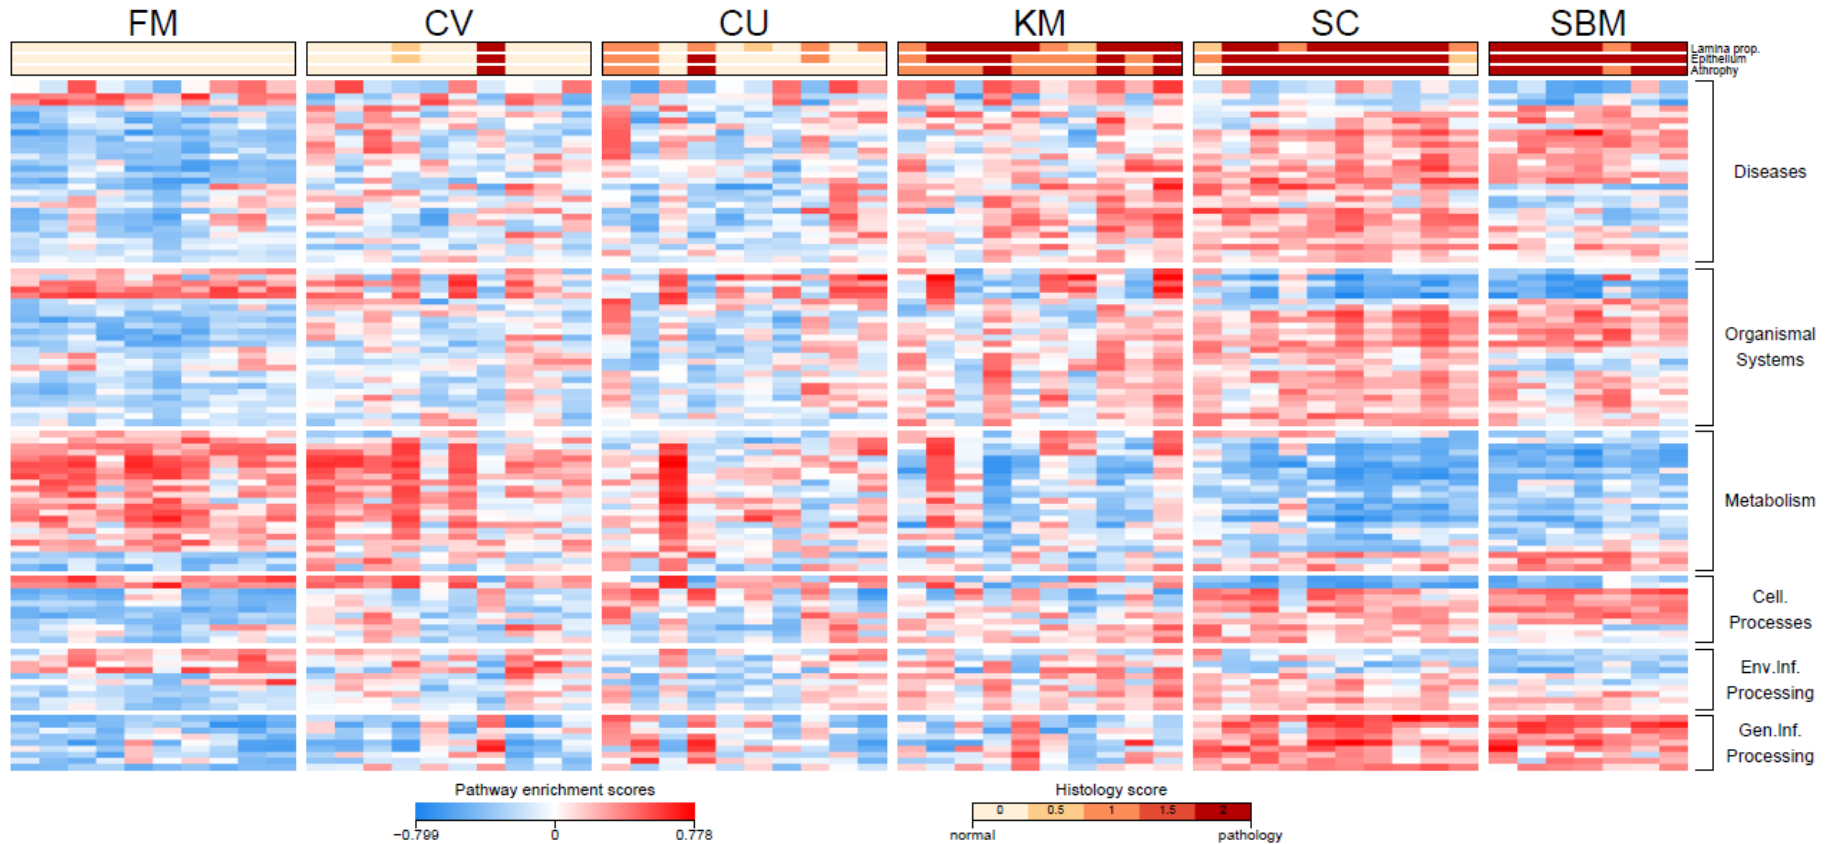 FM CV CU KM SC SBM
Lamina prop.
Epithelium
Athrophy
Diseases
Organismal
Systems
Metabolism
Cell.
Processes
Env.Inf.
Processing
Gen.Inf.
Processing
Pathway enrichment scores
−0.799 0 0.778
Histology score
0 0.5 1 1.5 2
normal pathology